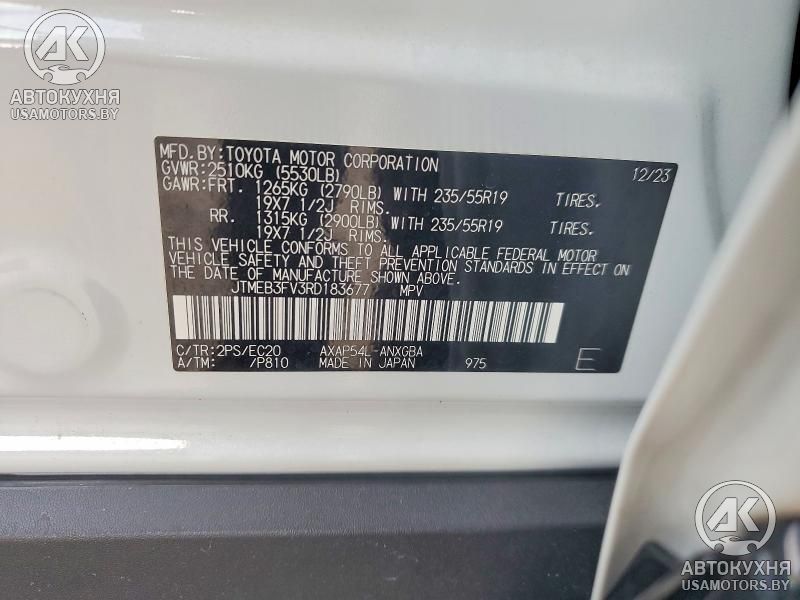 AK
АВТОКУХНЯ
USAMOTORS.BY
MFD.BY:TOYOTA MOTOR CORPORATION 12/23
GVWR:2510KG (5530LB)
GAWR:FRT. 1265KG (2790LB) WITH 235/55R19 TIRES.
19X7 1/2J RIMS.
RR. 1315KG (2900LB) WITH 235/55R19 TIRES.
19X7 1/2J RIMS.
THIS VEHICLE CONFORMS TO ALL APPLICABLE FEDERAL MOTOR
VEHICLE SAFETY AND THEFT PREVENTION STANDARDS IN EFFECT ON
THE DATE OF MANUFACTURE SHOWN ABOVE.
JTMEB3FV3RD183677 MPV
C/TR:2PS/EC20 AXAP54L-ANXGBA
A/TM: /P810 MADE IN JAPAN 975 E
AK
АВТОКУХНЯ
USAMOTORS.BY